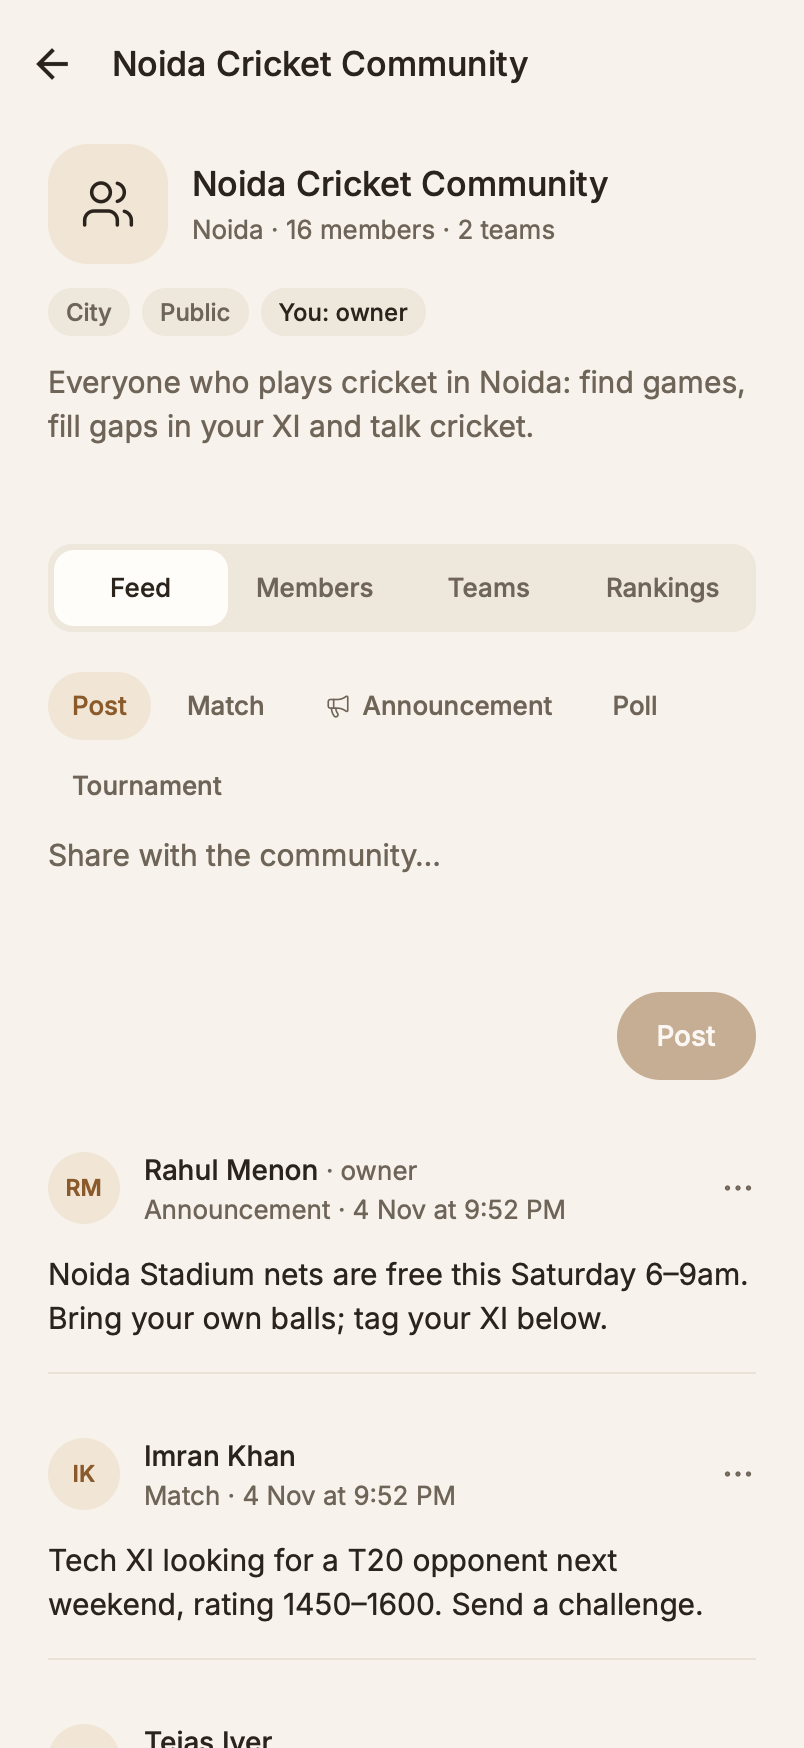 Noida Cricket Community
Noida Cricket Community
Noida · 16 members · 2 teams
City Public You: owner
Everyone who plays cricket in Noida: find games,
fill gaps in your XI and talk cricket.
Feed Members Teams Rankings
Post Match Announcement Poll
Tournament
Share with the community...
Post
RM Rahul Menon · owner
Announcement · 4 Nov at 9:52 PM
Noida Stadium nets are free this Saturday 6–9am.
Bring your own balls; tag your XI below.
IK Imran Khan
Match · 4 Nov at 9:52 PM
Tech XI looking for a T20 opponent next
weekend, rating 1450–1600. Send a challenge.
Tejas Iyer